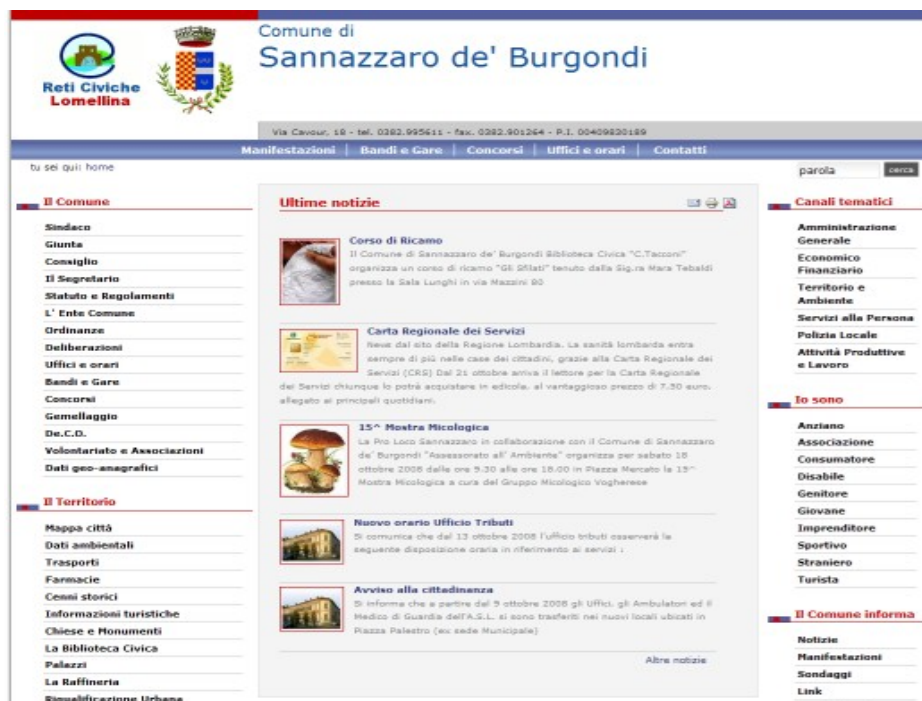 Reti Civiche
Lomellina
Comune di
Sannazzaro de' Burgondi
Via Cavour, 18 - tel. 0382.995611 - fax. 0382.901264 - P.I. 00409830189
Manifestazioni | Bandi e Gare | Concorsi | Uffici e orari | Contatti
tu sei qui: home
parola
cerca
Il Comune
Sindaco
Giunta
Consiglio
Il Segretario
Statuto e Regolamenti
L' Ente Comune
Ordinanze
Deliberazioni
Uffici e orari
Bandi e Gare
Concorsi
Gemellaggio
De.C.O.
Volontariato e Associazioni
Dati geo-anagrafici
Il Territorio
Mappa città
Dati ambientali
Trasporti
Farmacie
Cenni storici
Informazioni turistiche
Chiese e Monumenti
La Biblioteca Civica
Palazzi
La Raffineria
Riqualificazione Urbana
Ultime notizie
Corso di Ricamo
Il Comune di Sannazzaro de' Burgondi Biblioteca Civica "C.Tacconi"
organizza un corso di ricamo "Gli Sfilati" tenuto dalla Sig.ra Mara Tebaldi
presso la Sala Lunghi in via Mazzini 80
Carta Regionale dei Servizi
News dal sito della Regione Lombardia. La sanità lombarda entra
sempre di più nelle case dei cittadini, grazie alla Carta Regionale dei
Servizi (CRS) Dal 21 ottobre arriva il lettore per la Carta Regionale
dei Servizi chiunque lo potrà acquistare in edicola, al vantaggioso prezzo di 7,50 euro,
allegato ai principali quotidiani.
15^ Mostra Micologica
La Pro Loco Sannazzaro in collaborazione con il Comune di Sannazzaro
de' Burgondi "Assessorato all' Ambiente" organizza per sabato 18
ottobre 2008 dalle ore 9.30 alle ore 18.00 in Piazza Mercato la 15^
Mostra Micologica a cura del Gruppo Micologico Vogherese
Nuovo orario Ufficio Tributi
Si comunica che dal 13 ottobre 2008 l'ufficio tributi osserverà la
seguente disposizione oraria in riferimento ai servizi :
Avviso alla cittadinanza
Si informa che a partire dal 9 ottobre 2008 gli Uffici, gli Ambulatori ed il
Medico di Guardia dell'A.S.L. si sono trasferiti nei nuovi locali ubicati in
Piazza Palestro (ex sede Municipale)
Altre notizie
Canali tematici
Amministrazione
Generale
Economico
Finanziario
Territorio e
Ambiente
Servizi alla Persona
Polizia Locale
Attività Produttive
e Lavoro
Io sono
Anziano
Associazione
Consumatore
Disabile
Genitore
Giovane
Imprenditore
Sportivo
Straniero
Turista
Il Comune informa
Notizie
Manifestazioni
Sondaggi
Link